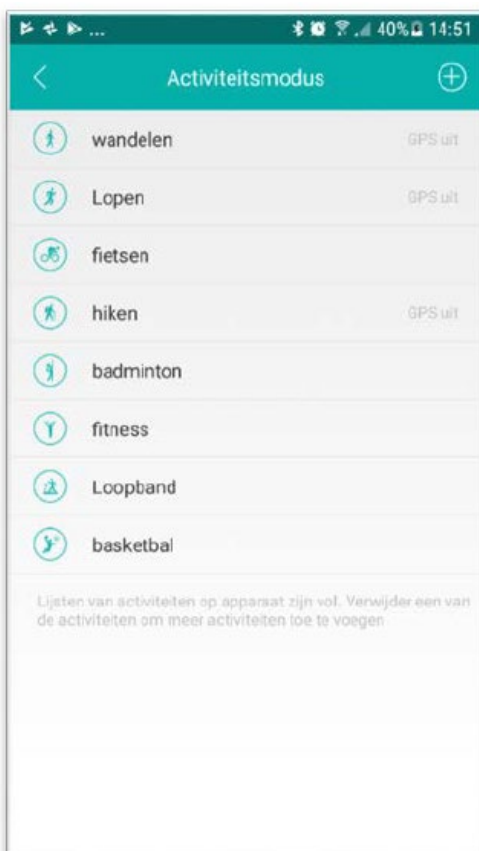 ... 40% 14:51
Activiteitsmodus
wandelen GPS uit
Lopen GPS uit
fietsen
hiken GPS uit
badminton
fitness
Loopband
basketbal
Lijsten van activiteiten op apparaat zijn vol. Verwijder een van
de activiteiten om meer activiteiten toe te voegen